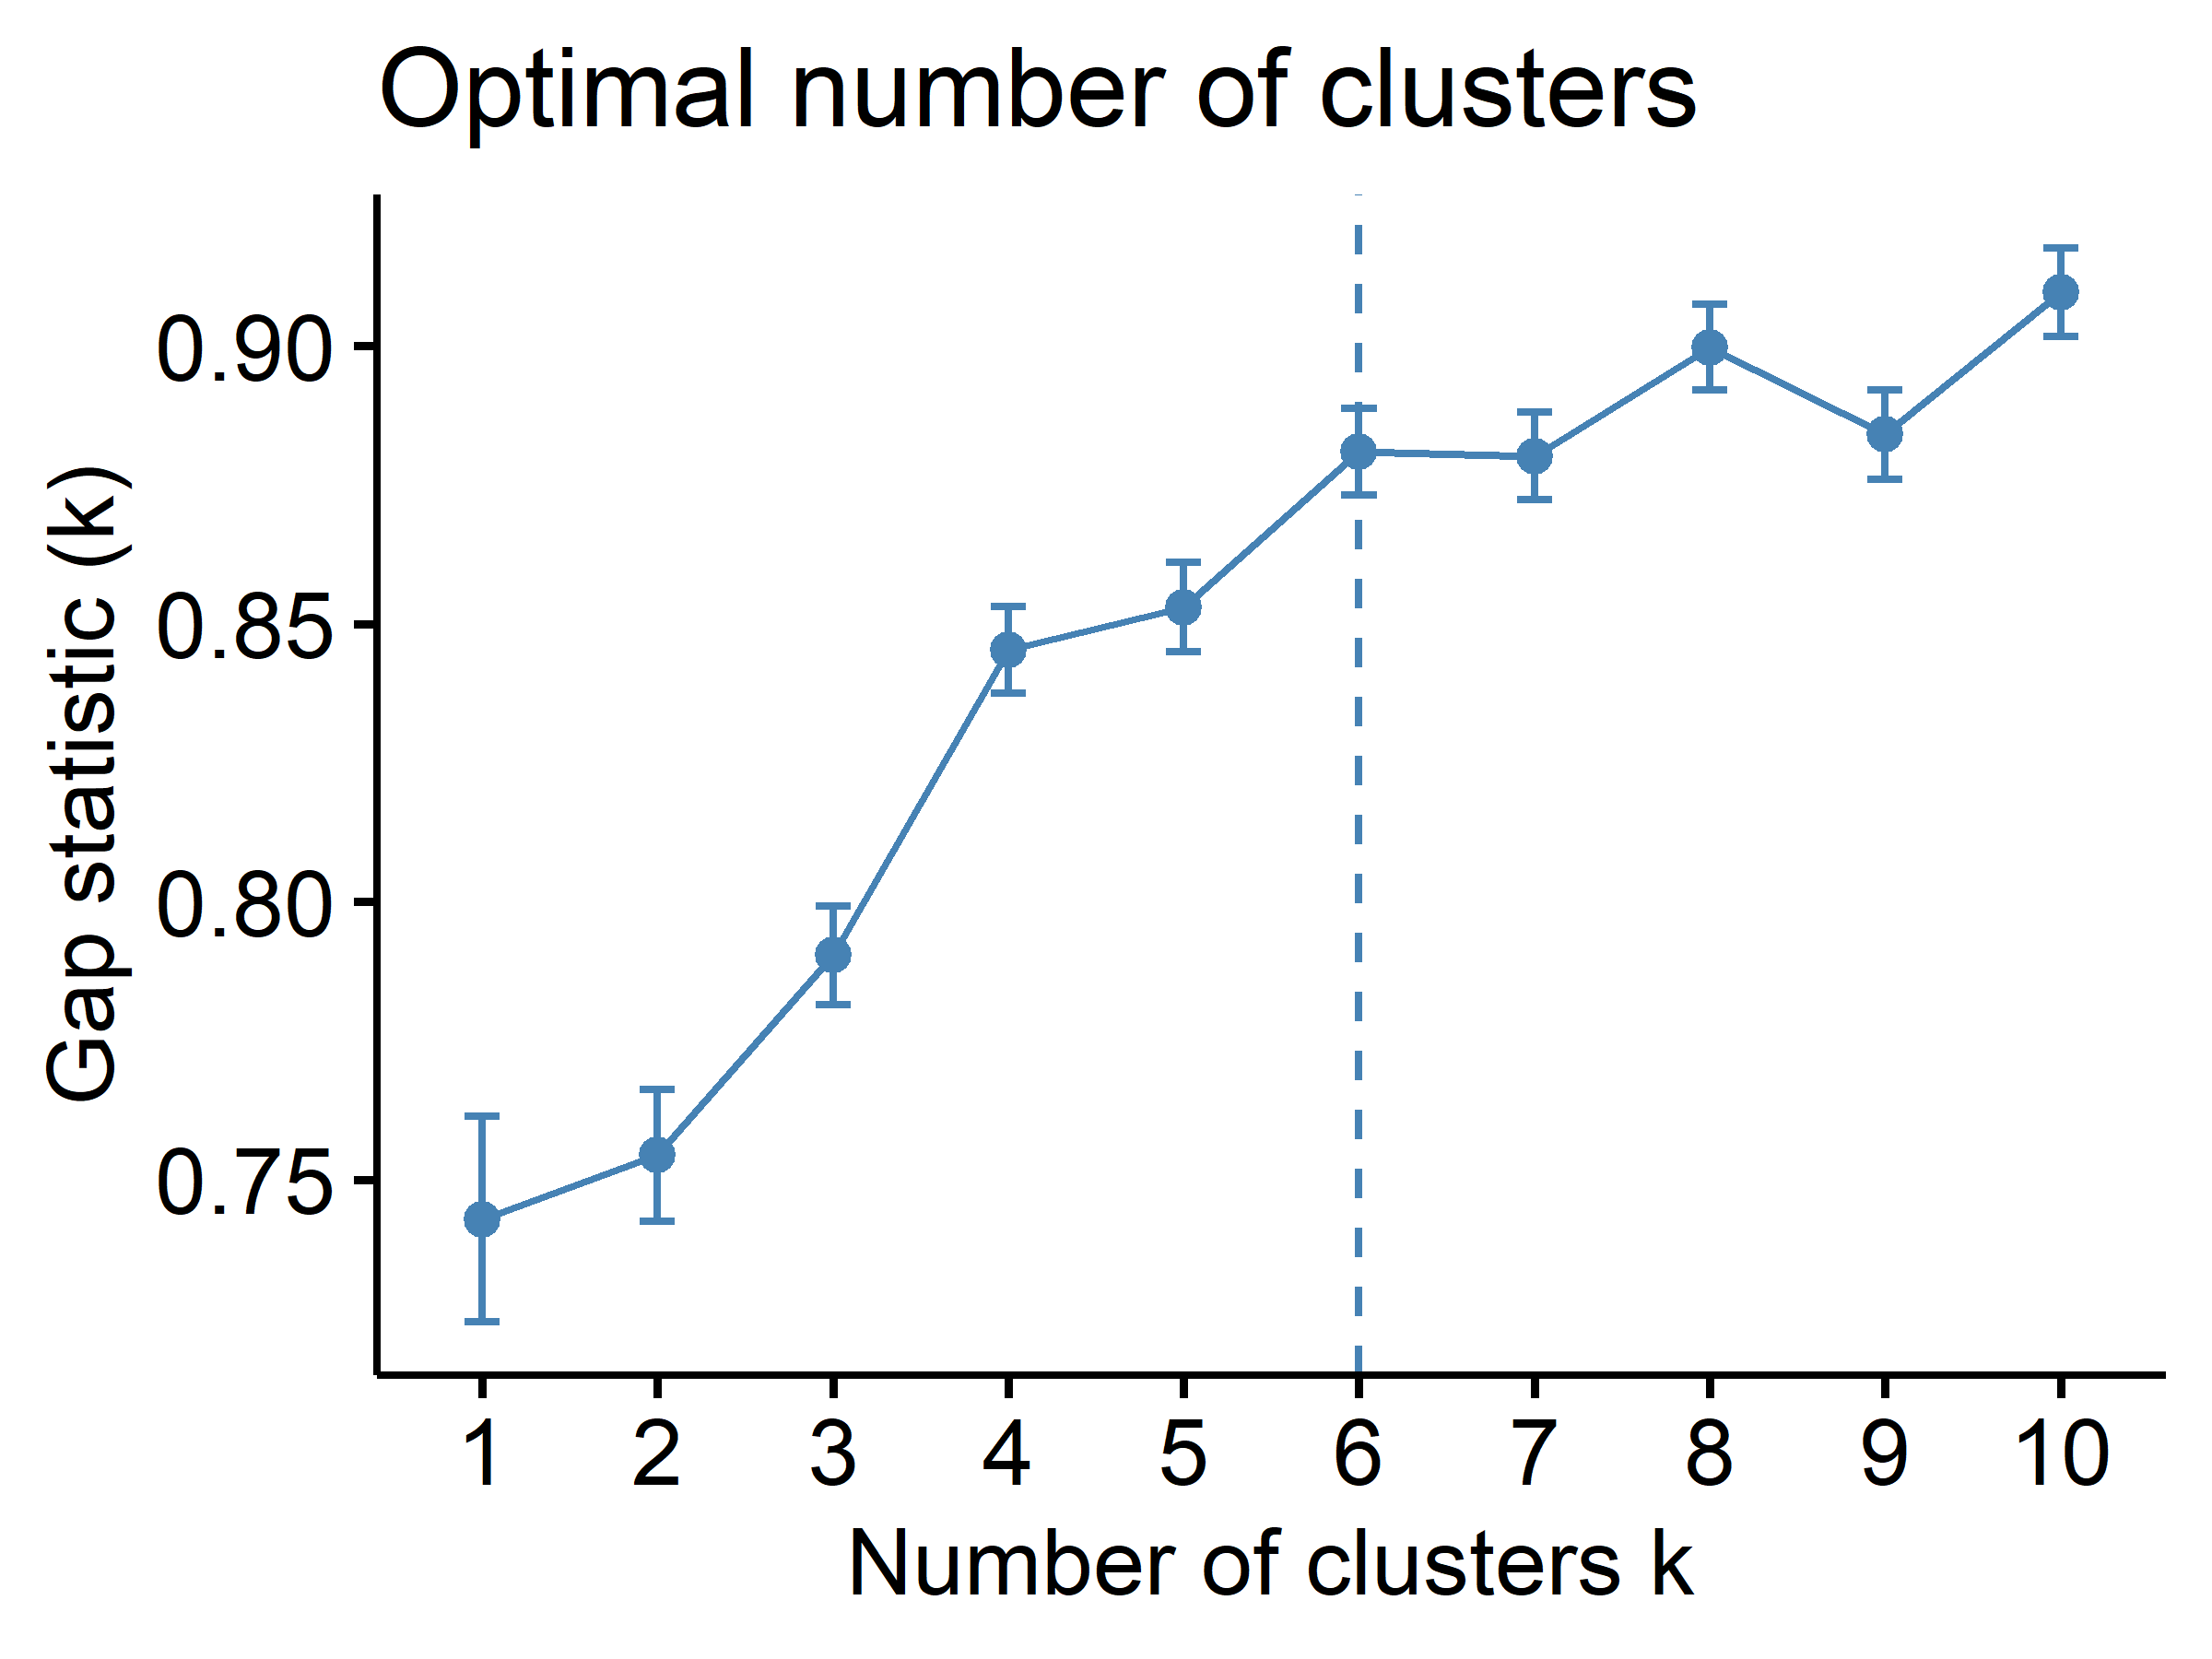 Optimal number of clusters
Gap statistic (k)
0.90
0.85
0.80
0.75
1 2 3 4 5 6 7 8 9 10
Number of clusters k